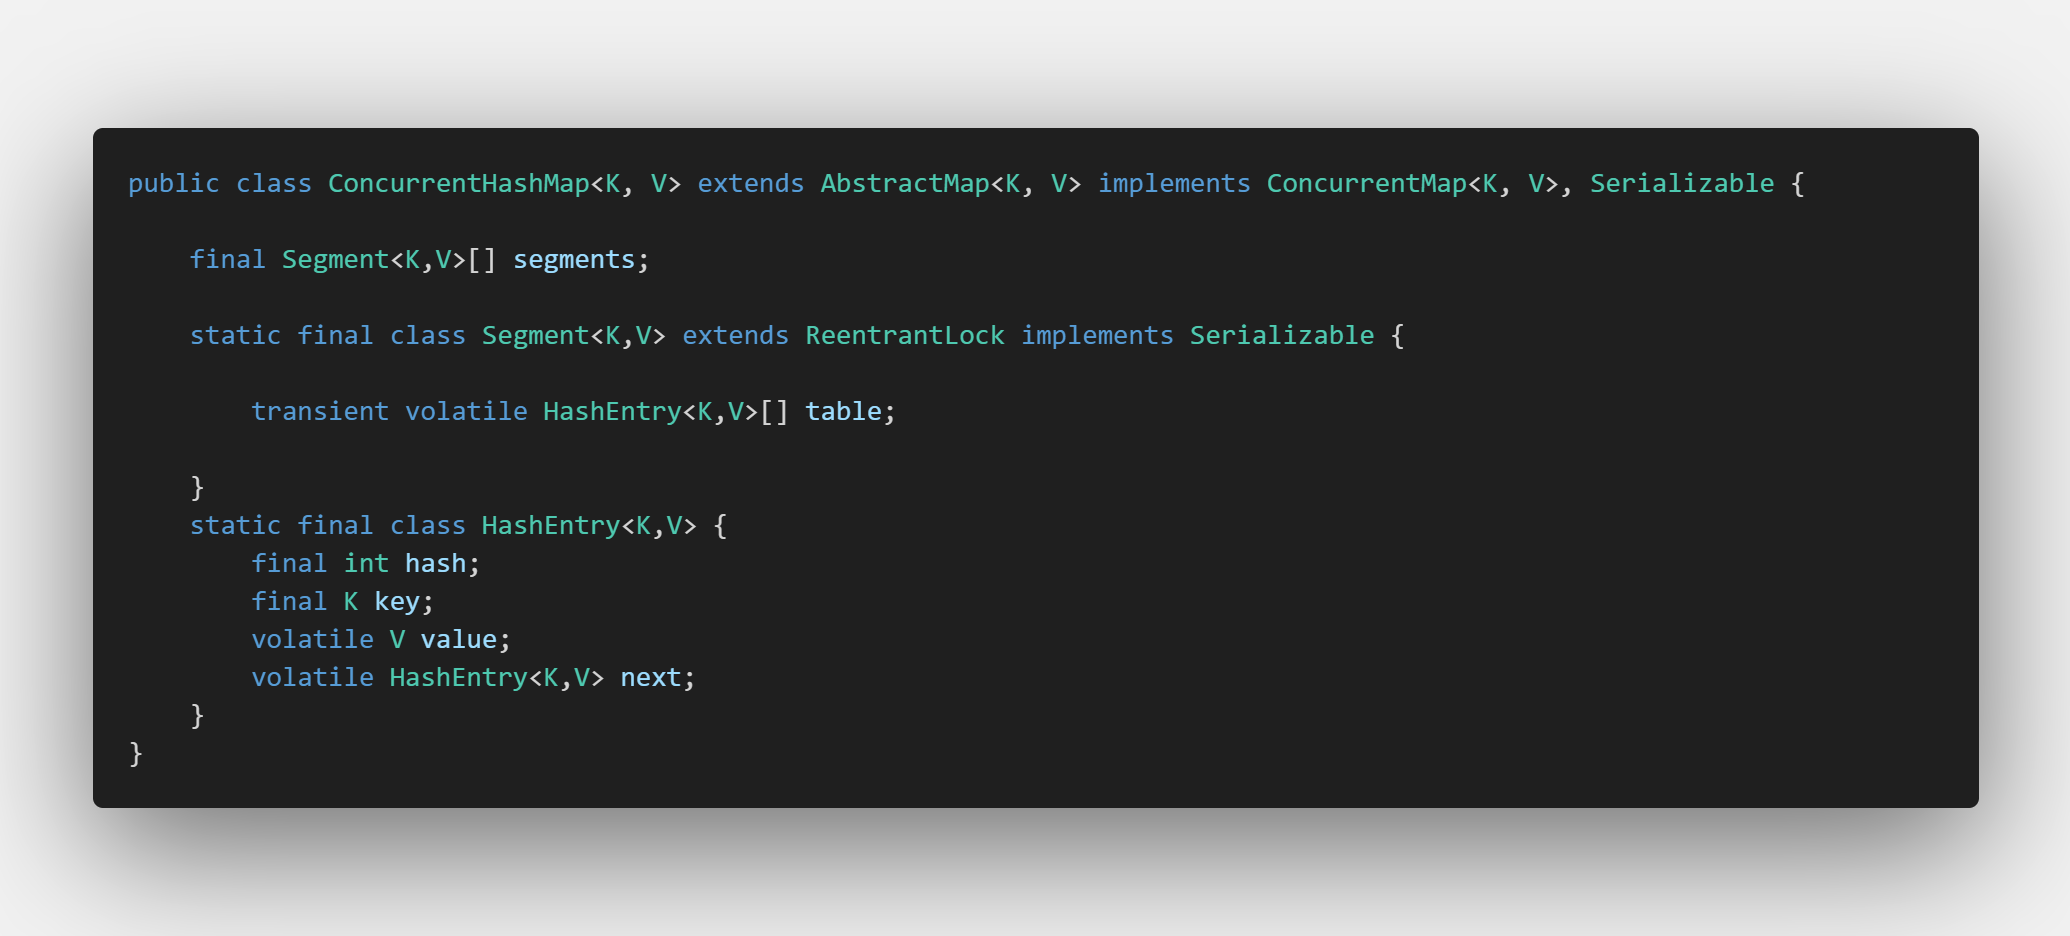 public class ConcurrentHashMap<K, V> extends AbstractMap<K, V> implements ConcurrentMap<K, V>, Serializable {
final Segment<K,V>[] segments;
static final class Segment<K,V> extends ReentrantLock implements Serializable {
transient volatile HashEntry<K,V>[] table;
}
static final class HashEntry<K,V> {
final int hash;
final K key;
volatile V value;
volatile HashEntry<K,V> next;
}
}